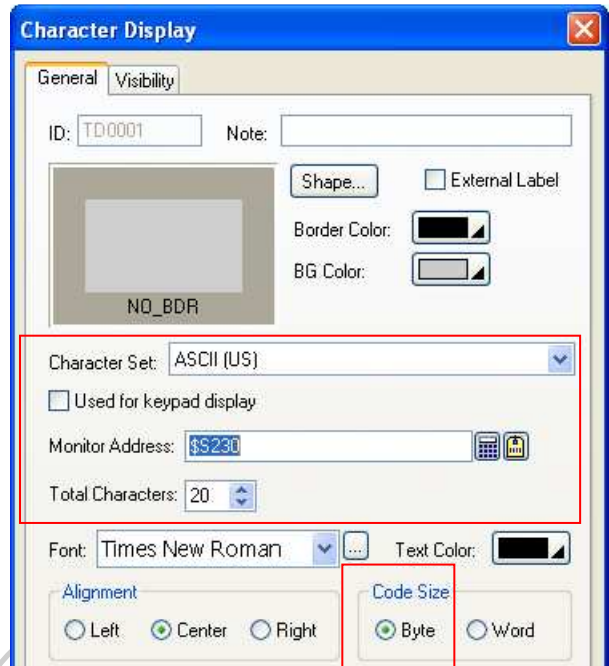 Character Display
General Visibility
ID: TD0001 Note:
Shape... External Label
Border Color:
BG Color:
NO_BDR
Character Set: ASCII (US)
Used for keypad display
Monitor Address: $S230
Total Characters: 20
Font: Times New Roman ... Text Color:
Alignment Code Size
Left Center Right Byte Word